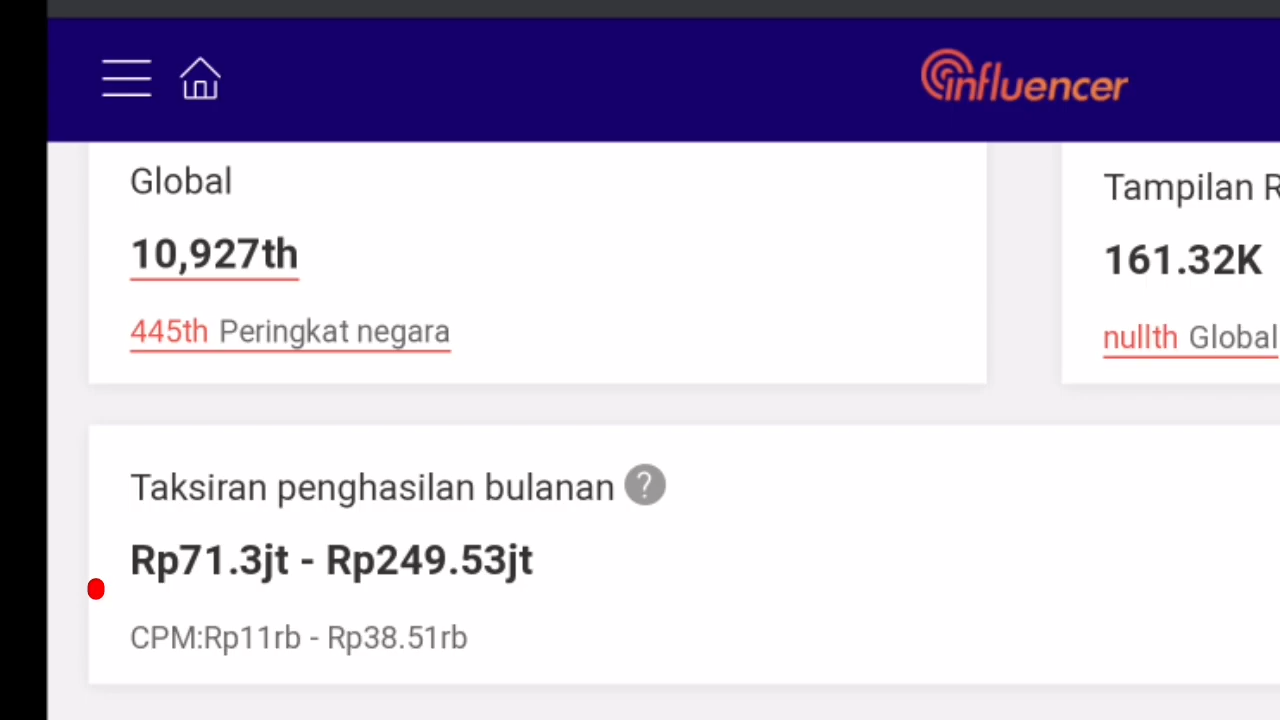 influencer
Global
10,927th
445th Peringkat negara
Tampilan R
161.32K
nullth Global
Taksiran penghasilan bulanan ?
Rp71.3jt - Rp249.53jt
CPM:Rp11rb - Rp38.51rb